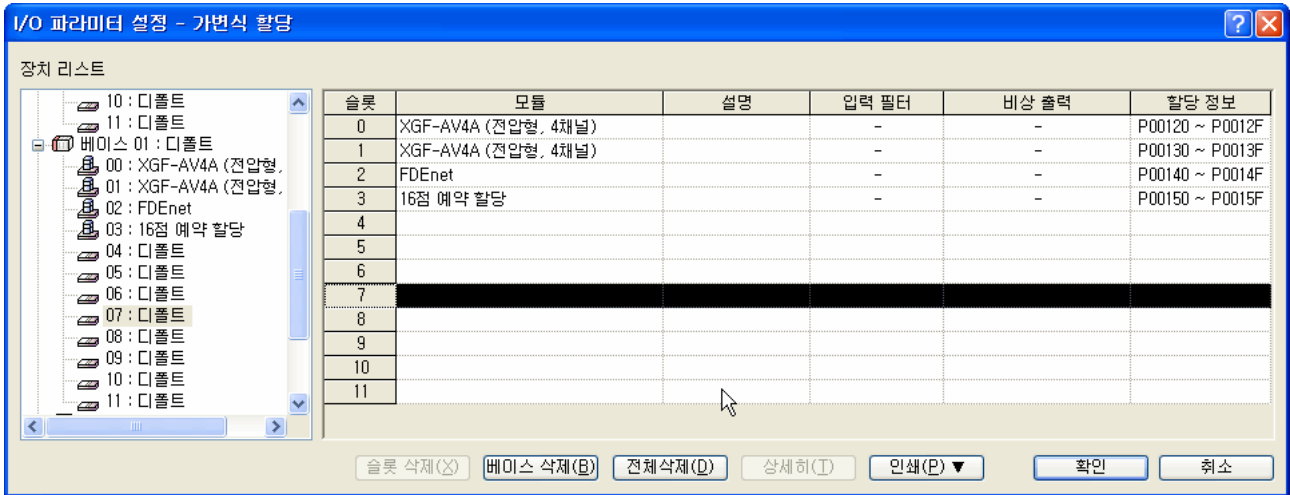 I/O 파라미터 설정 - 가변식 할당
장치 리스트
10 : 디폴트
11 : 디폴트
베이스 01 : 디폴트
00 : XGF-AV4A (전압형,
01 : XGF-AV4A (전압형,
02 : FDEnet
03 : 16점 예약 할당
04 : 디폴트
05 : 디폴트
06 : 디폴트
07 : 디폴트
08 : 디폴트
09 : 디폴트
10 : 디폴트
11 : 디폴트
슬롯 모듈 설명 입력 필터 비상 출력 할당 정보
0 XGF-AV4A (전압형, 4채널) - - P00120 ~ P0012F
1 XGF-AV4A (전압형, 4채널) - - P00130 ~ P0013F
2 FDEnet - - P00140 ~ P0014F
3 16점 예약 할당 - - P00150 ~ P0015F
4
5
6
7
8
9
10
11
슬롯 삭제(X) 베이스 삭제(B) 전체삭제(D) 상세히(T) 인쇄(P) ▼ 확인 취소